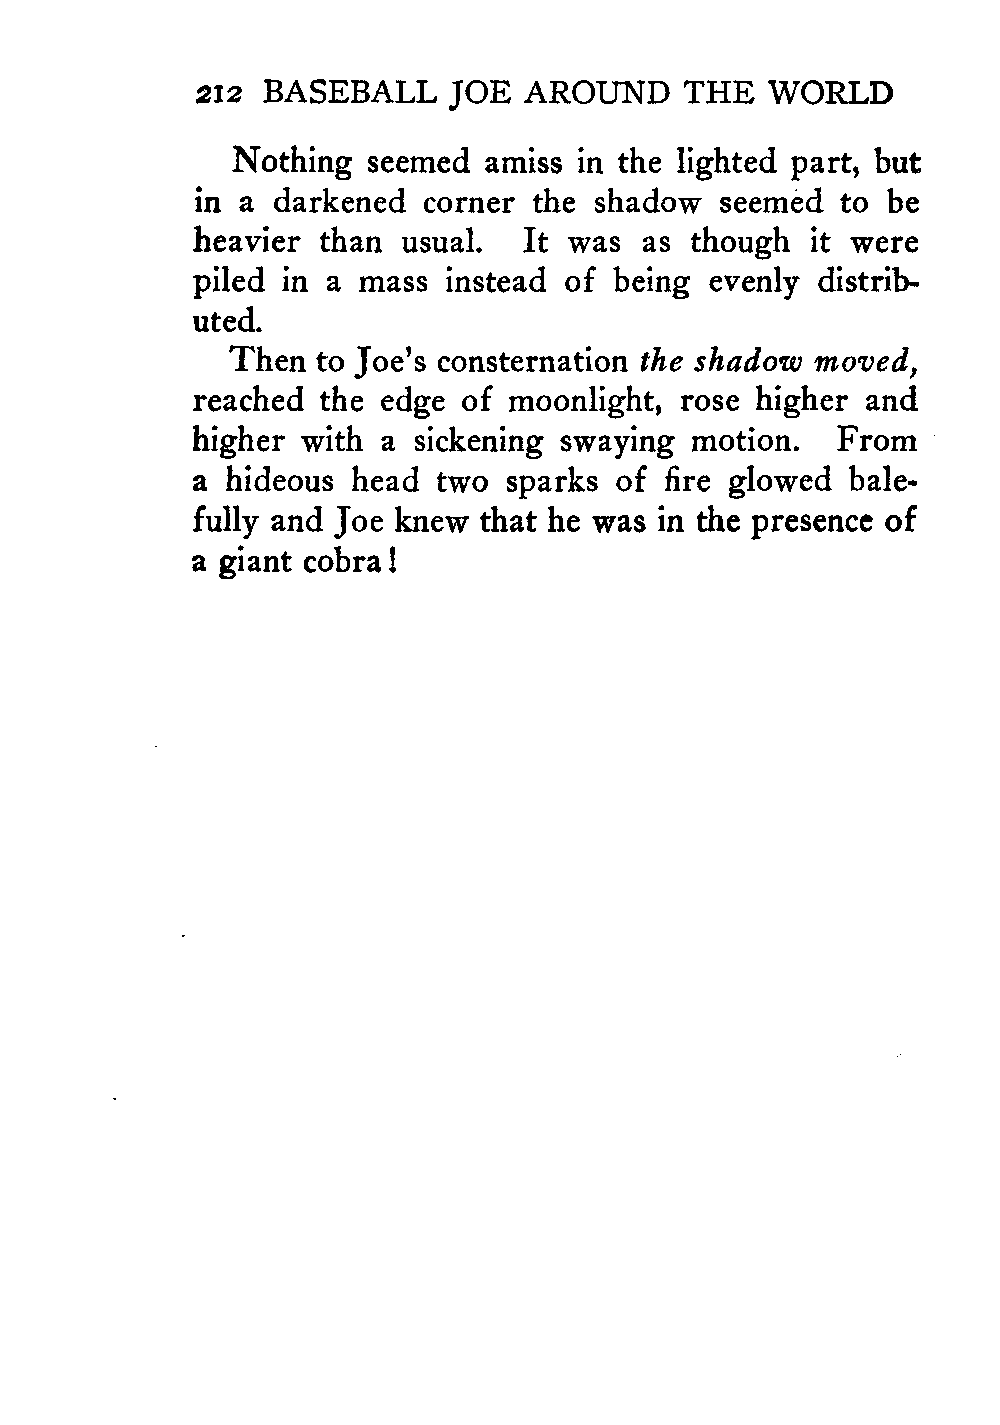 212 BASEBALL JOE AROUND THE WORLD
Nothing seemed amiss in the lighted part, but
in a darkened corner the shadow seemed to be
heavier than usual. It was as though it were
piled in a mass instead of being evenly distrib-
uted.
Then to Joe's consternation the shadow moved,
reached the edge of moonlight, rose higher and
higher with a sickening swaying motion. From
a hideous head two sparks of fire glowed bale-
fully and Joe knew that he was in the presence of
a giant cobra!